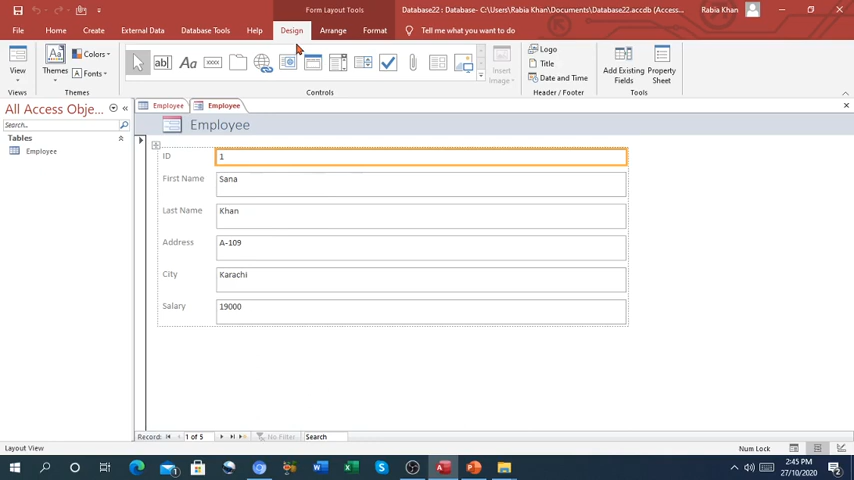 Form Layout Tools
Database22 : Database- C:\Users\Rabia Khan\Documents\Database22.accdb (Access...
Rabia Khan
File Home Create External Data Database Tools Help Design Arrange Format Tell me what you want to do
View
Themes
Colors
Fonts
ab|
Aa
xxxx
Insert Image
Logo
Title
Date and Time
Add Existing Fields
Property Sheet
Views Themes Controls Header / Footer Tools
All Access Obje...
Employee Employee
Search...
Tables
Employee
Employee
ID 1
First Name Sana
Last Name Khan
Address A-109
City Karachi
Salary 19000
Record: 1 of 5 No Filter Search
Layout View
Num Lock
2:45 PM
27/10/2020